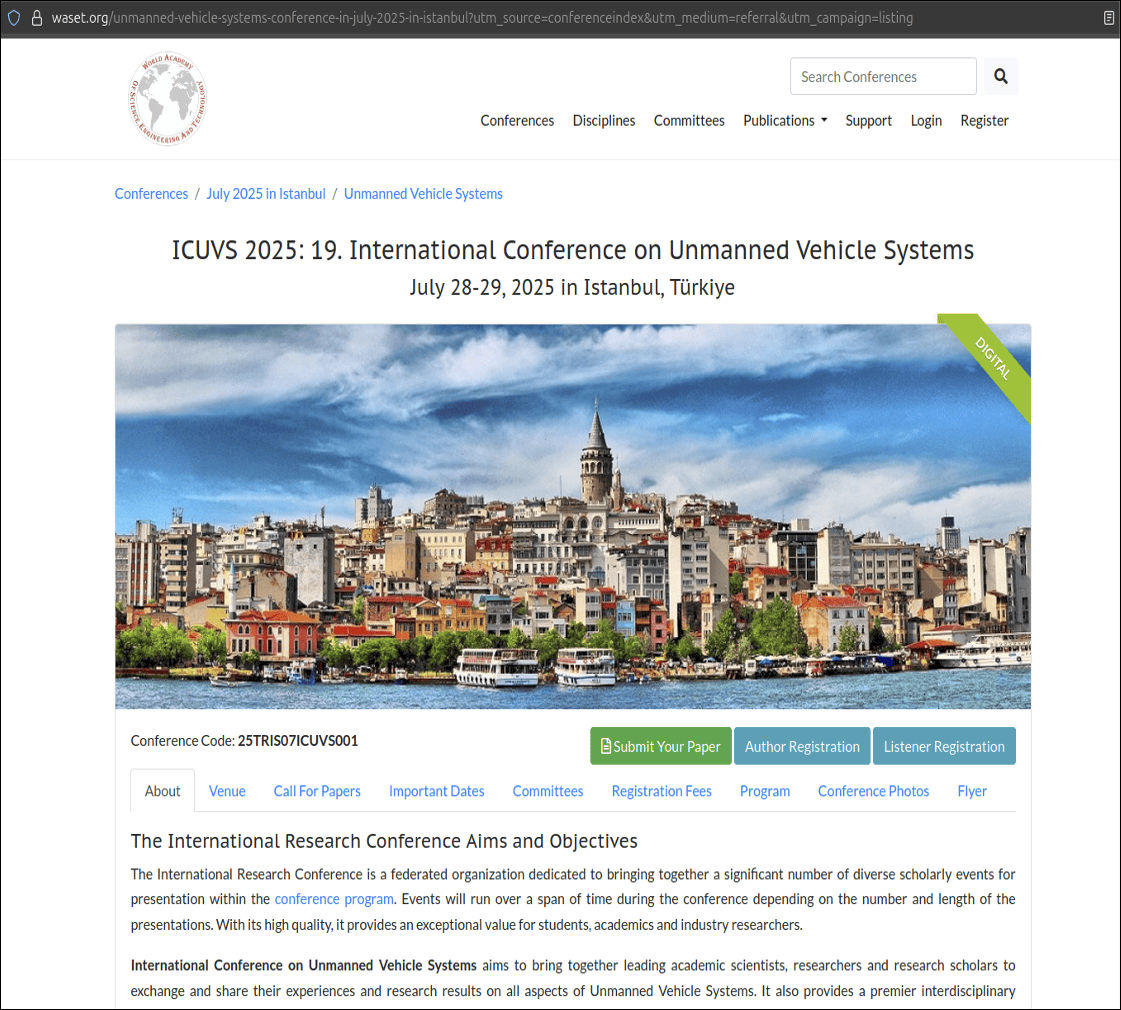 waset.org/unmanned-vehicle-systems-conference-in-july-2025-in-istanbul?utm_source=conferenceindex&utm_medium=referral&utm_campaign=listing
WORLD ACADEMY
OF SCIENCE, ENGINEERING AND TECHNOLOGY
Search Conferences
Conferences Disciplines Committees Publications Support Login Register
Conferences / July 2025 in Istanbul / Unmanned Vehicle Systems
ICUVS 2025: 19. International Conference on Unmanned Vehicle Systems
July 28-29, 2025 in Istanbul, Türkiye
DIGITAL
Conference Code: 25TRIS07ICUVS001
Submit Your Paper Author Registration Listener Registration
About Venue Call For Papers Important Dates Committees Registration Fees Program Conference Photos Flyer
The International Research Conference Aims and Objectives
The International Research Conference is a federated organization dedicated to bringing together a significant number of diverse scholarly events for
presentation within the conference program. Events will run over a span of time during the conference depending on the number and length of the
presentations. With its high quality, it provides an exceptional value for students, academics and industry researchers.
International Conference on Unmanned Vehicle Systems aims to bring together leading academic scientists, researchers and research scholars to
exchange and share their experiences and research results on all aspects of Unmanned Vehicle Systems. It also provides a premier interdisciplinary